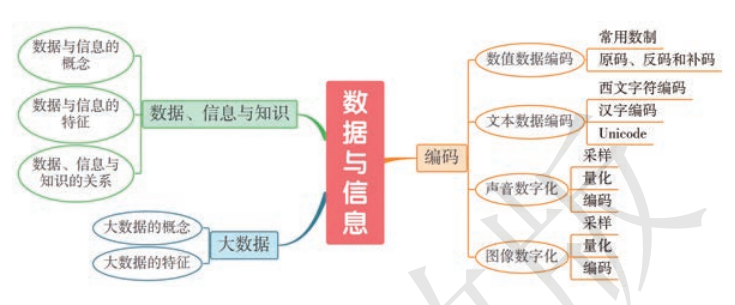 数据与信息的
概念
数据与信息的
特征
数据、信息与
知识的关系
数据、信息与知识
大数据的概念
大数据的特征
大数据
数
据
与
信
息
编码
数值数据编码
常用数制
原码、反码和补码
文本数据编码
西文字符编码
汉字编码
Unicode
声音数字化
采样
量化
编码
图像数字化
采样
量化
编码